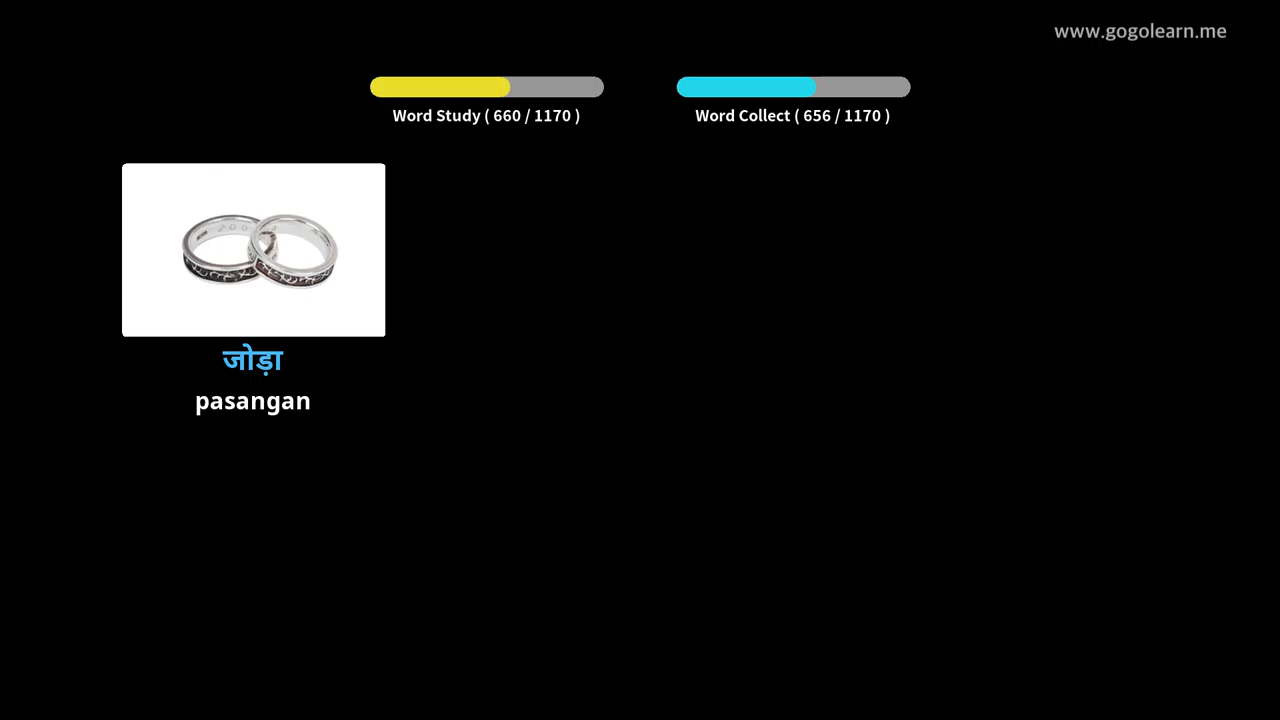 www.gogolearn.me
Word Study ( 660 / 1170 )
Word Collect ( 656 / 1170 )
जोड़ा
pasangan